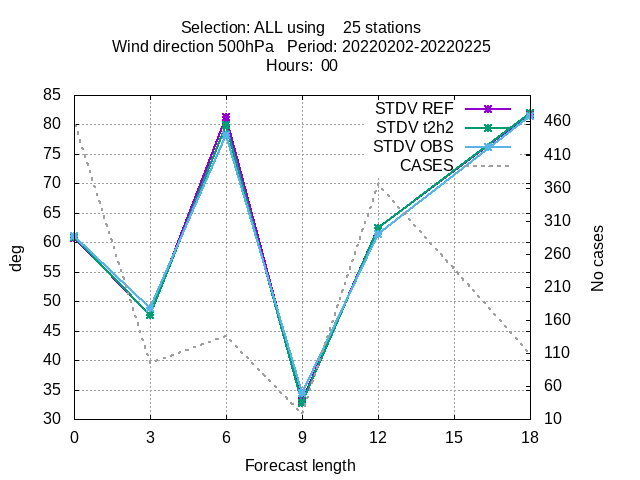 Selection: ALL using    25 stations
Wind direction 500hPa   Period: 20220202-20220225
Hours:  00
85
80
75
70
65
60
55
50
45
40
35
30
deg
STDV REF
STDV t2h2
STDV OBS
CASES
460
410
360
310
260
210
160
110
60
10
No cases
0 3 6 9 12 15 18
Forecast length